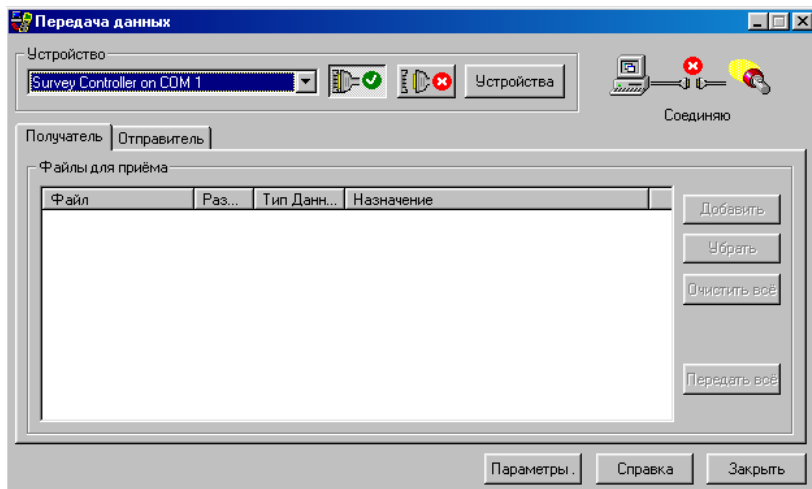 Передача данных
Устройство
Survey Controller on COM 1
Устройства
Соединяю
Получатель
Отправитель
Файлы для приёма
Файл
Раз...
Тип Данн...
Назначение
Добавить
Убрать
Очистить всё
Передать всё
Параметры .
Справка
Закрыть